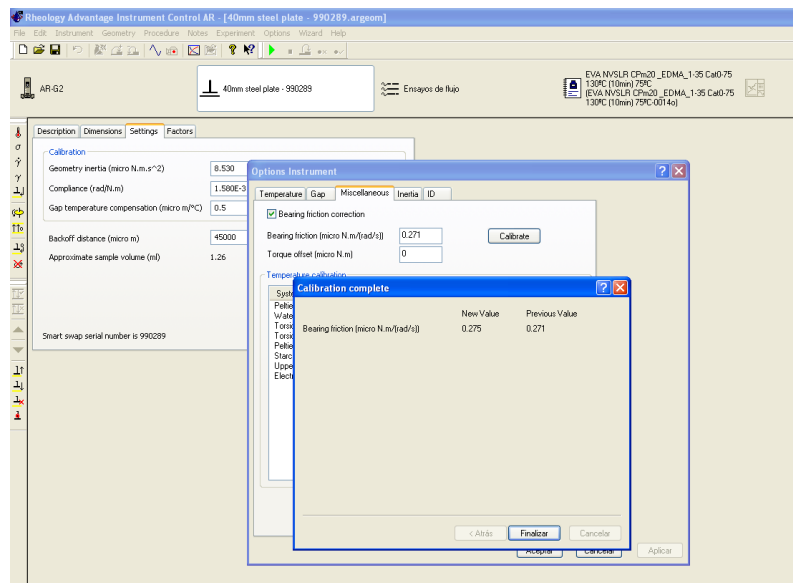 Rheology Advantage Instrument Control AR - [40mm steel plate - 990289.argeom]
File Edit Instrument Geometry Procedure Notes Experiment Options Wizard Help
AR-G2
40mm steel plate - 990289
Ensayos de flujo
EVA NVSLR CPm20 _EDMA_1-35 Cat0-75
130ºC (10min) 75ºC
(EVA NVSLR CPm20 _EDMA_1-35 Cat0-75
130ºC (10min) 75ºC-0014o)
Description Dimensions Settings Factors
Calibration
Geometry inertia (micro N.m.s^2) 8.530
Compliance (rad/N.m) 1.580E-3
Gap temperature compensation (micro m/ºC) 0.5
Backoff distance (micro m) 45000
Approximate sample volume (ml) 1.26
Smart swap serial number is 990289
Options Instrument
Temperature Gap Miscellaneous Inertia ID
Bearing friction correction
Bearing friction (micro N.m/(rad/s)) 0.271 Calibrate
Torque offset (micro N.m) 0
Temperature calibration
Syste
Peltie
Wate
Torsio
Torsio
Peltie
Starc
Uppe
Electr
Calibration complete
New Value Previous Value
Bearing friction (micro N.m/(rad/s)) 0.275 0.271
< Atrás Finalizar Cancelar
Aceptar Cancelar Aplicar